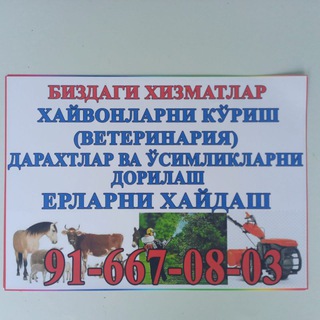 БИЗДАГИ ХИЗМАТЛАР
ХАЙВОНЛАРНИ КЎРИШ
(ВЕТЕРИНАРИЯ)
ДАРАХТЛАР ВА ЎСИМЛИКЛАРНИ
ДОРИЛАШ
ЕРЛАРНИ ХАЙДАШ
91-667-08-03